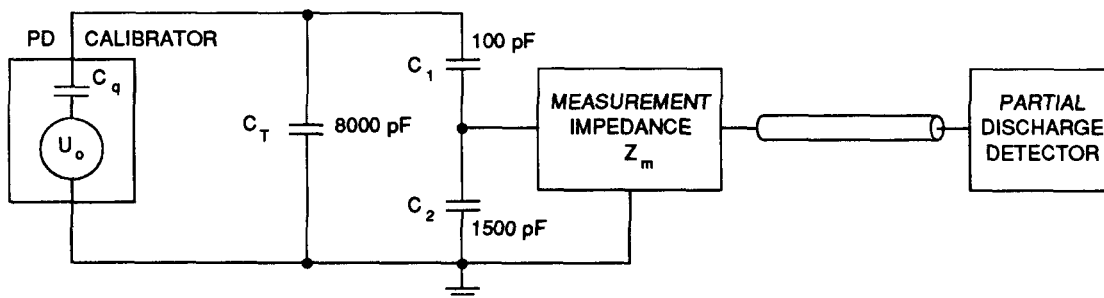 PD CALIBRATOR
C_q
U_o
C_T
8000 pF
100 pF
C_1
C_2
1500 pF
MEASUREMENT
IMPEDANCE
Z_m
PARTIAL
DISCHARGE
DETECTOR